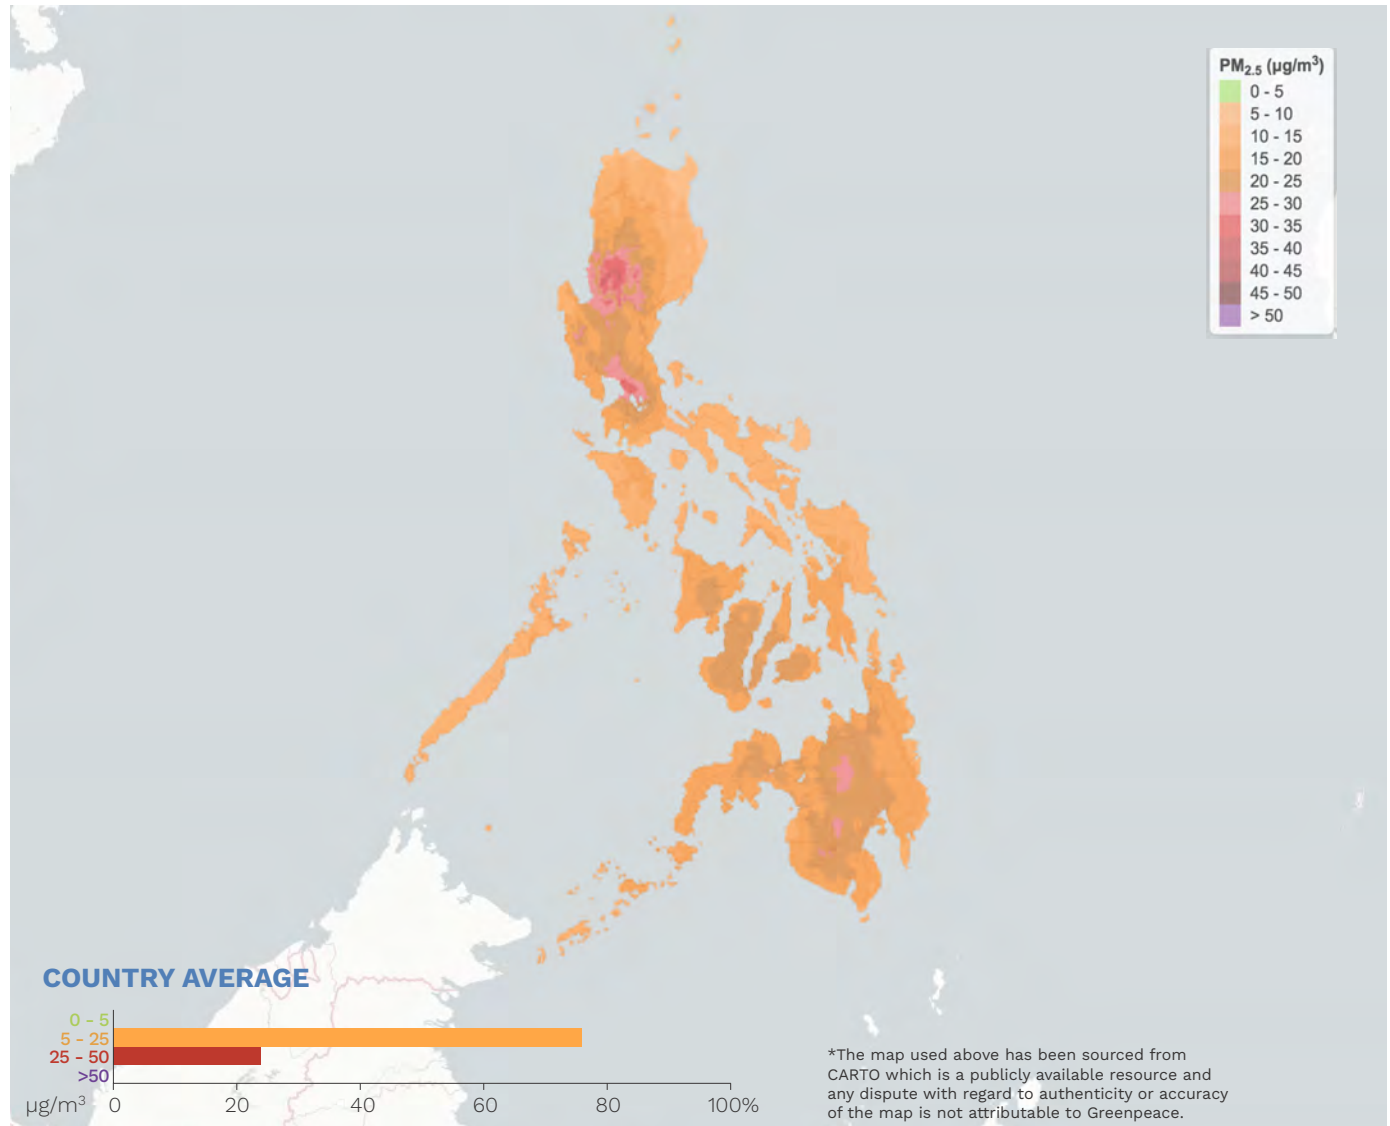 PM2.5 (µg/m3)
0 - 5
5 - 10
10 - 15
15 - 20
20 - 25
25 - 30
30 - 35
35 - 40
40 - 45
45 - 50
> 50
COUNTRY AVERAGE
0 - 5
5 - 25
25 - 50
>50
µg/m3 0 20 40 60 80 100%
*The map used above has been sourced from
CARTO which is a publicly available resource and
any dispute with regard to authenticity or accuracy
of the map is not attributable to Greenpeace.